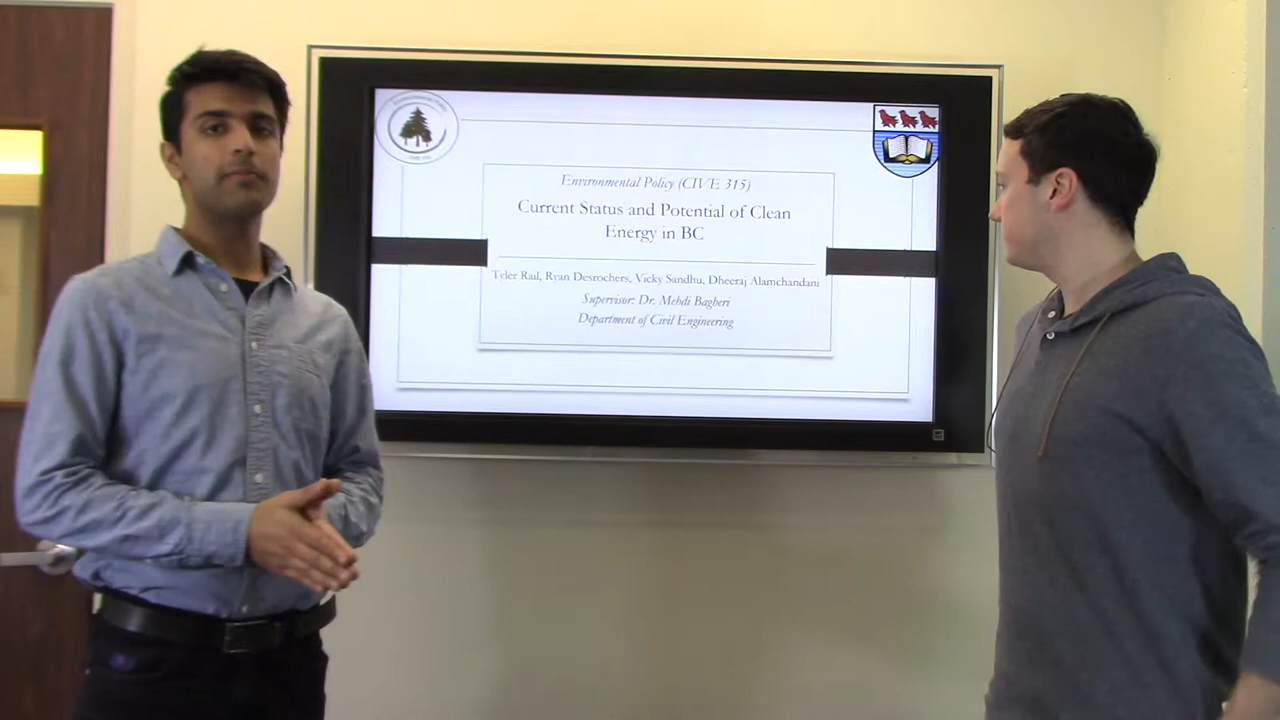 Environmental Policy (CIVE 315)
Current Status and Potential of Clean
Energy in BC
Tyler Rail, Ryan Desrochers, Vicky Sandhu, Dheeraj Alamchandani
Supervisor: Dr. Mehdi Bagheri
Department of Civil Engineering